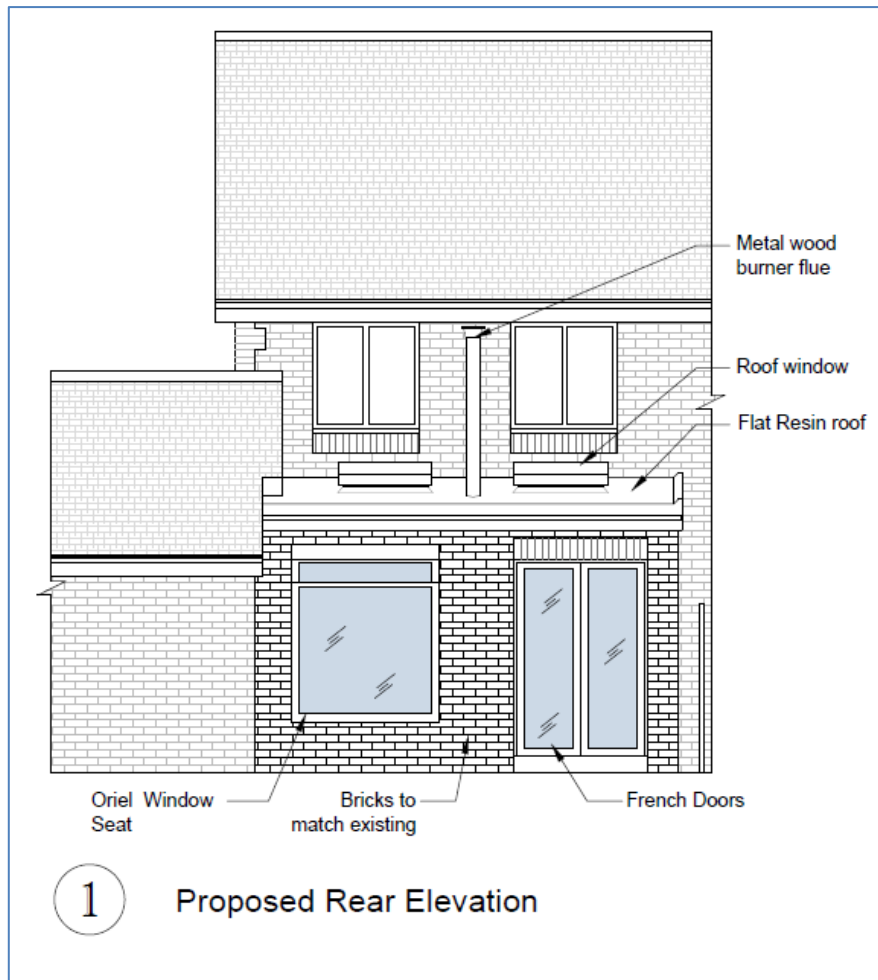 Metal wood
burner flue
Roof window
Flat Resin roof
Oriel Window
Seat
Bricks to
match existing
French Doors
1
Proposed Rear Elevation